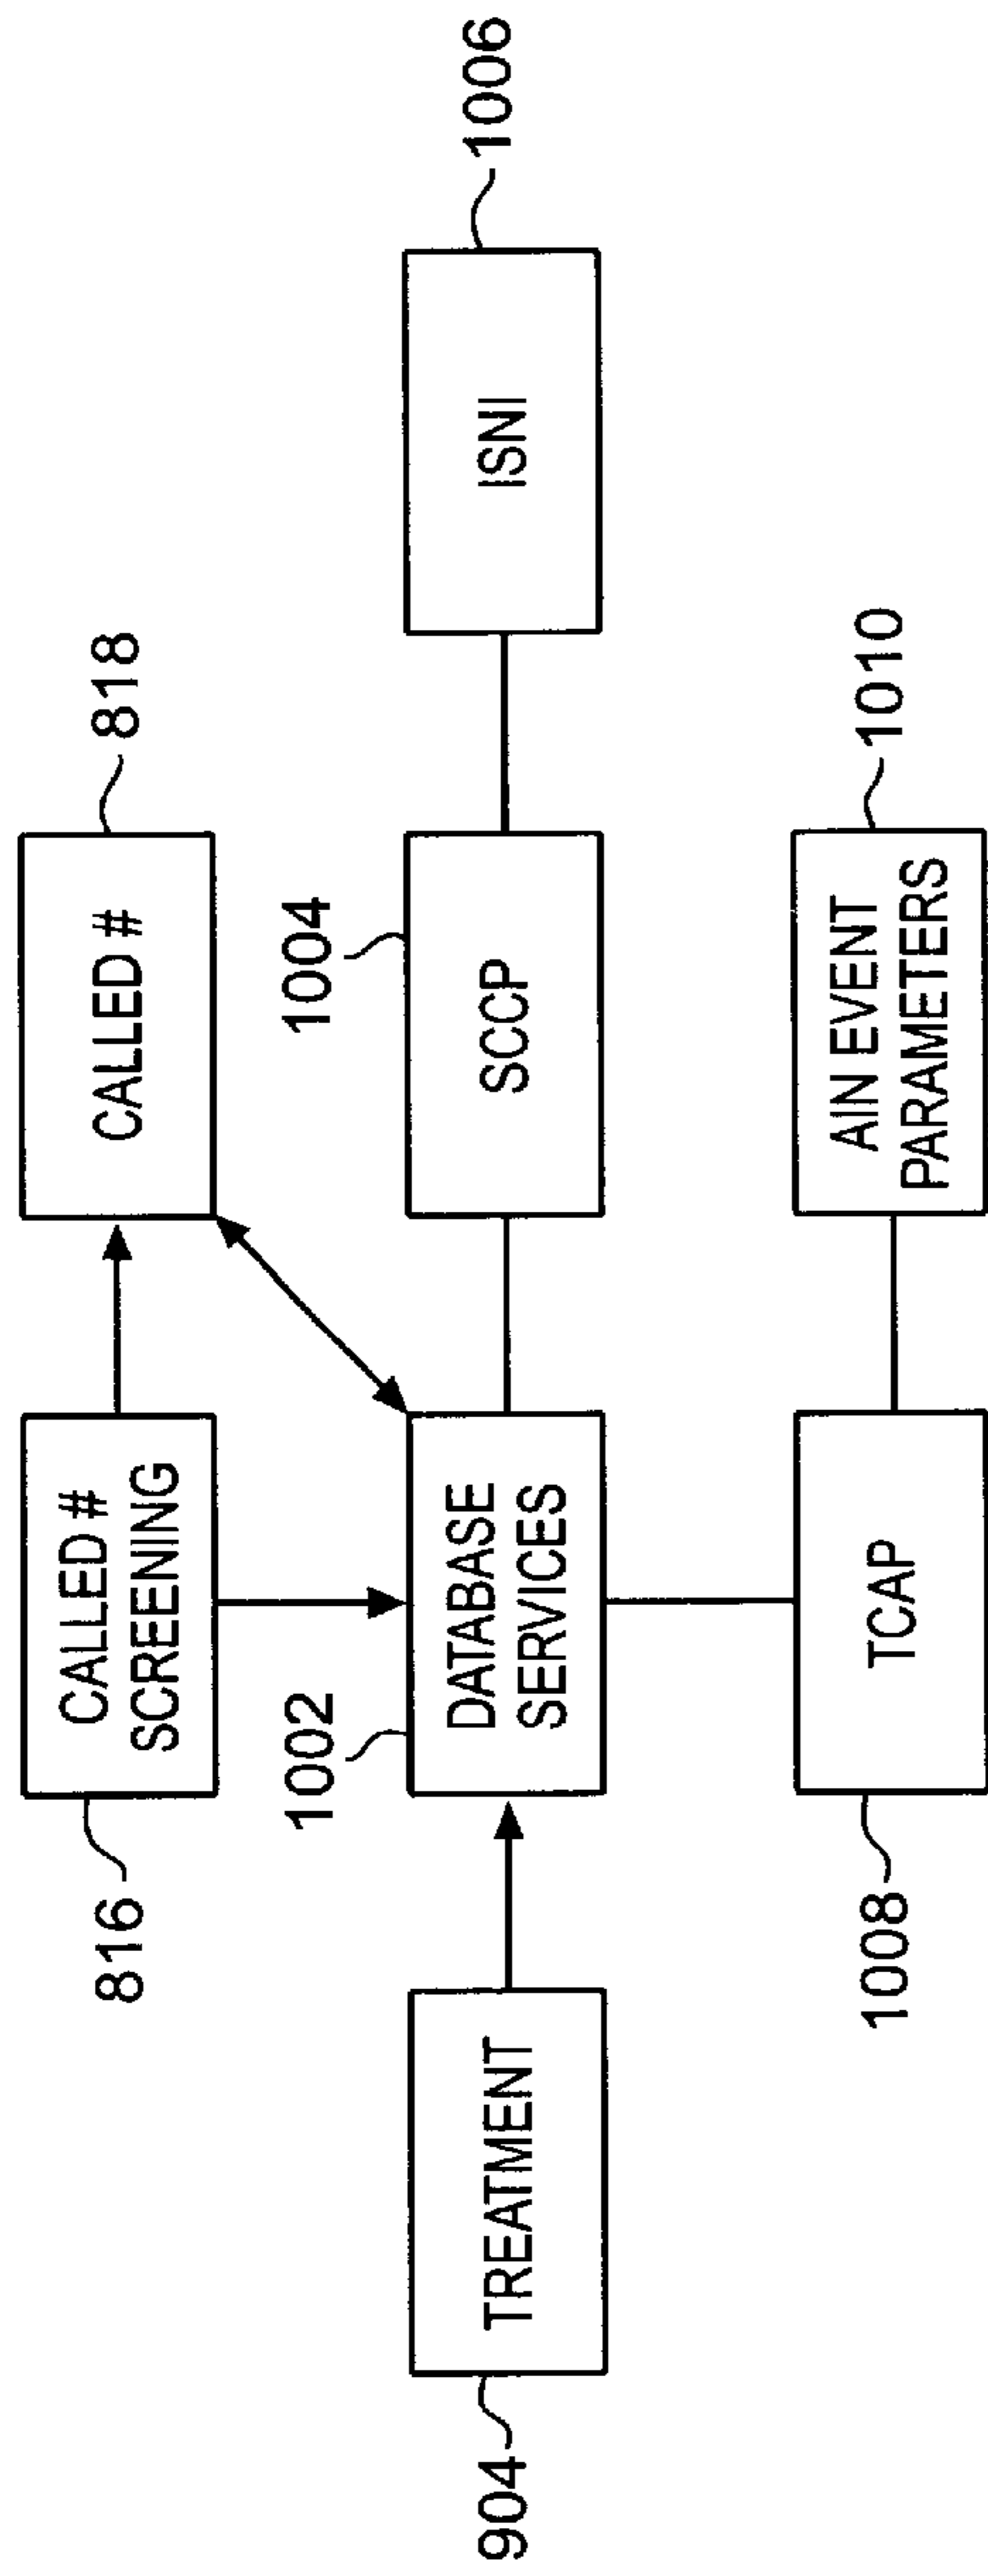 816
CALLED #
SCREENING
CALLED #
818
904
TREATMENT
1002
DATABASE
SERVICES
1004
SCCP
ISNI
1006
1008
TCAP
AIN EVENT
PARAMETERS
1010